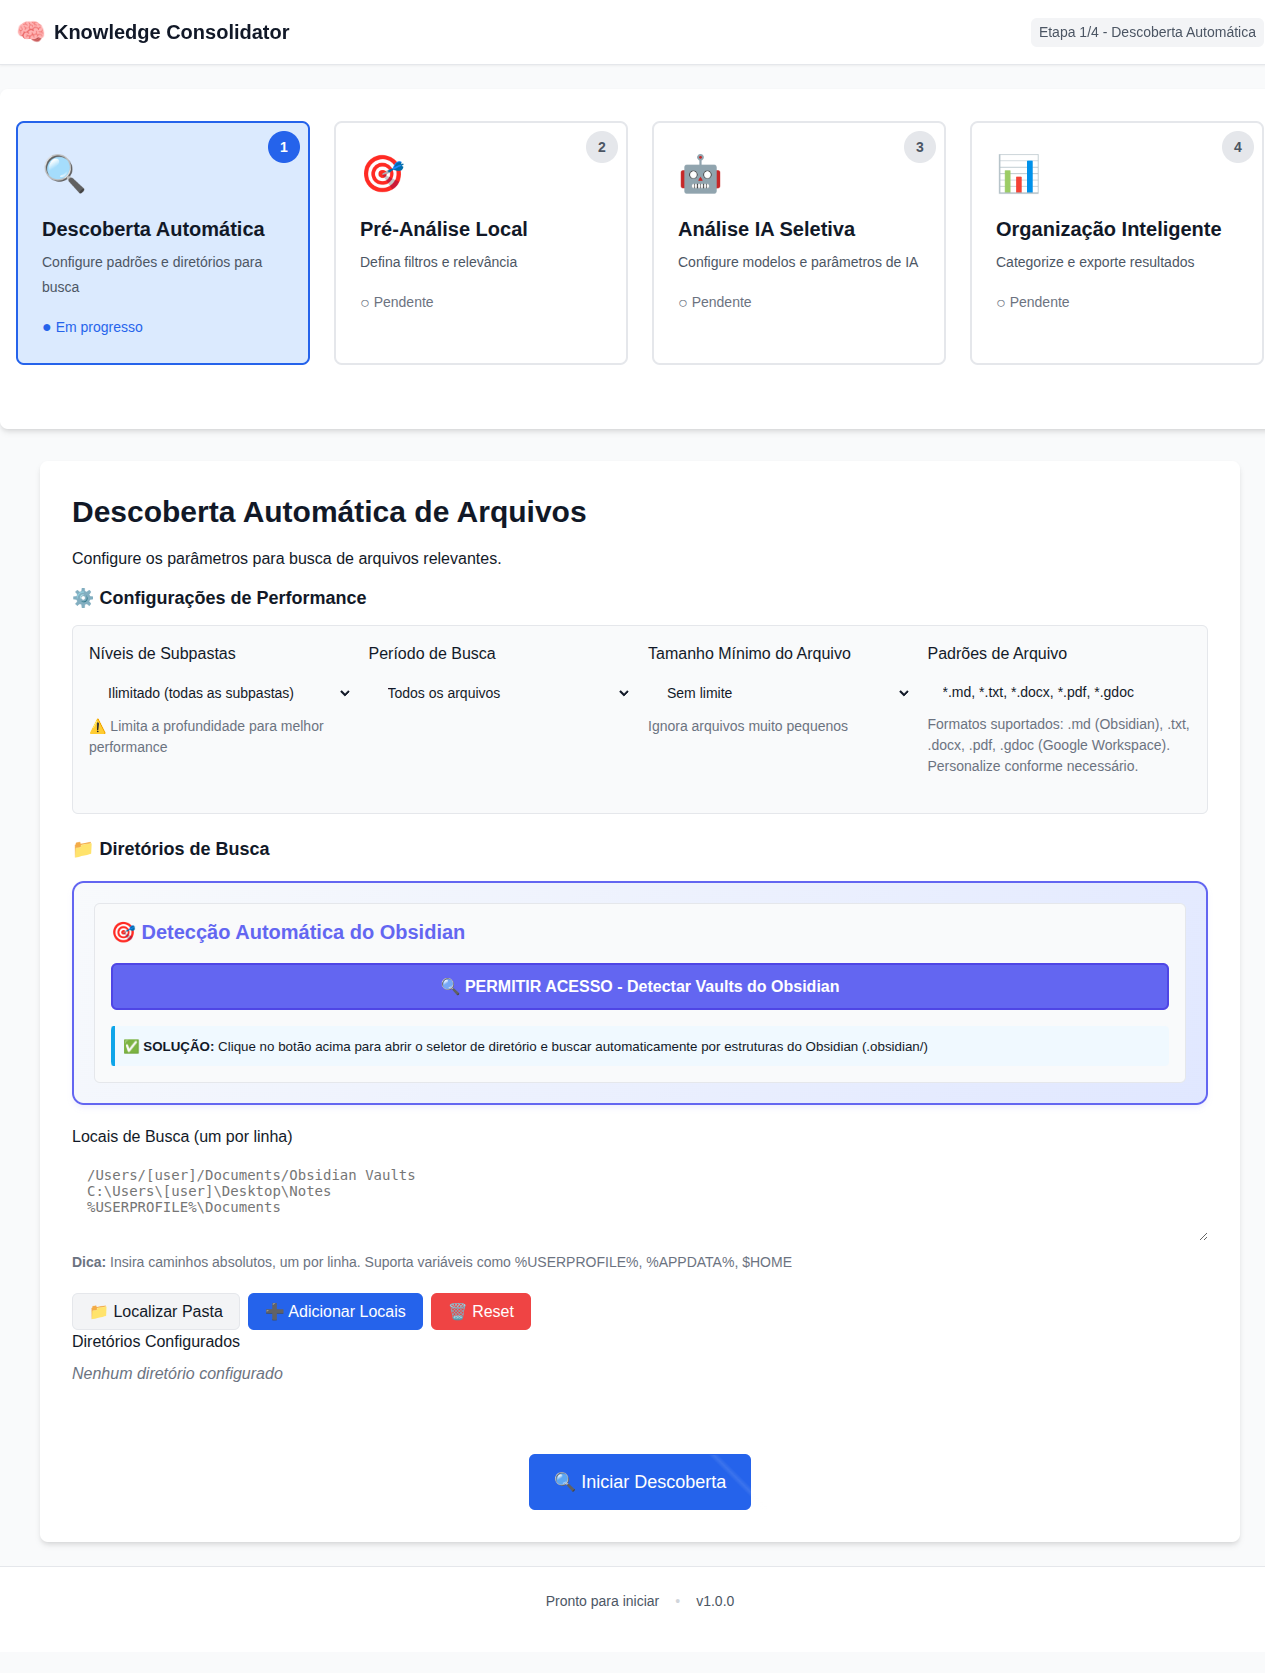 🧠 Knowledge Consolidator
Etapa 1/4 - Descoberta Automática
1
🔍
Descoberta Automática
Configure padrões e diretórios para
busca
● Em progresso
2
🎯
Pré-Análise Local
Defina filtros e relevância
○ Pendente
3
🤖
Análise IA Seletiva
Configure modelos e parâmetros de IA
○ Pendente
4
📊
Organização Inteligente
Categorize e exporte resultados
○ Pendente
Descoberta Automática de Arquivos
Configure os parâmetros para busca de arquivos relevantes.
⚙️ Configurações de Performance
Níveis de Subpastas
Ilimitado (todas as subpastas)
⚠️ Limita a profundidade para melhor
performance
Período de Busca
Todos os arquivos
Tamanho Mínimo do Arquivo
Sem limite
Ignora arquivos muito pequenos
Padrões de Arquivo
*.md, *.txt, *.docx, *.pdf, *.gdoc
Formatos suportados: .md (Obsidian), .txt,
.docx, .pdf, .gdoc (Google Workspace).
Personalize conforme necessário.
📁 Diretórios de Busca
🎯 Detecção Automática do Obsidian
🔍 PERMITIR ACESSO - Detectar Vaults do Obsidian
✅ SOLUÇÃO: Clique no botão acima para abrir o seletor de diretório e buscar automaticamente por estruturas do Obsidian (.obsidian/)
Locais de Busca (um por linha)
/Users/[user]/Documents/Obsidian Vaults
C:\Users\[user]\Desktop\Notes
%USERPROFILE%\Documents
Dica: Insira caminhos absolutos, um por linha. Suporta variáveis como %USERPROFILE%, %APPDATA%, $HOME
📁 Localizar Pasta
➕ Adicionar Locais
🗑️ Reset
Diretórios Configurados
Nenhum diretório configurado
🔍 Iniciar Descoberta
Pronto para iniciar • v1.0.0